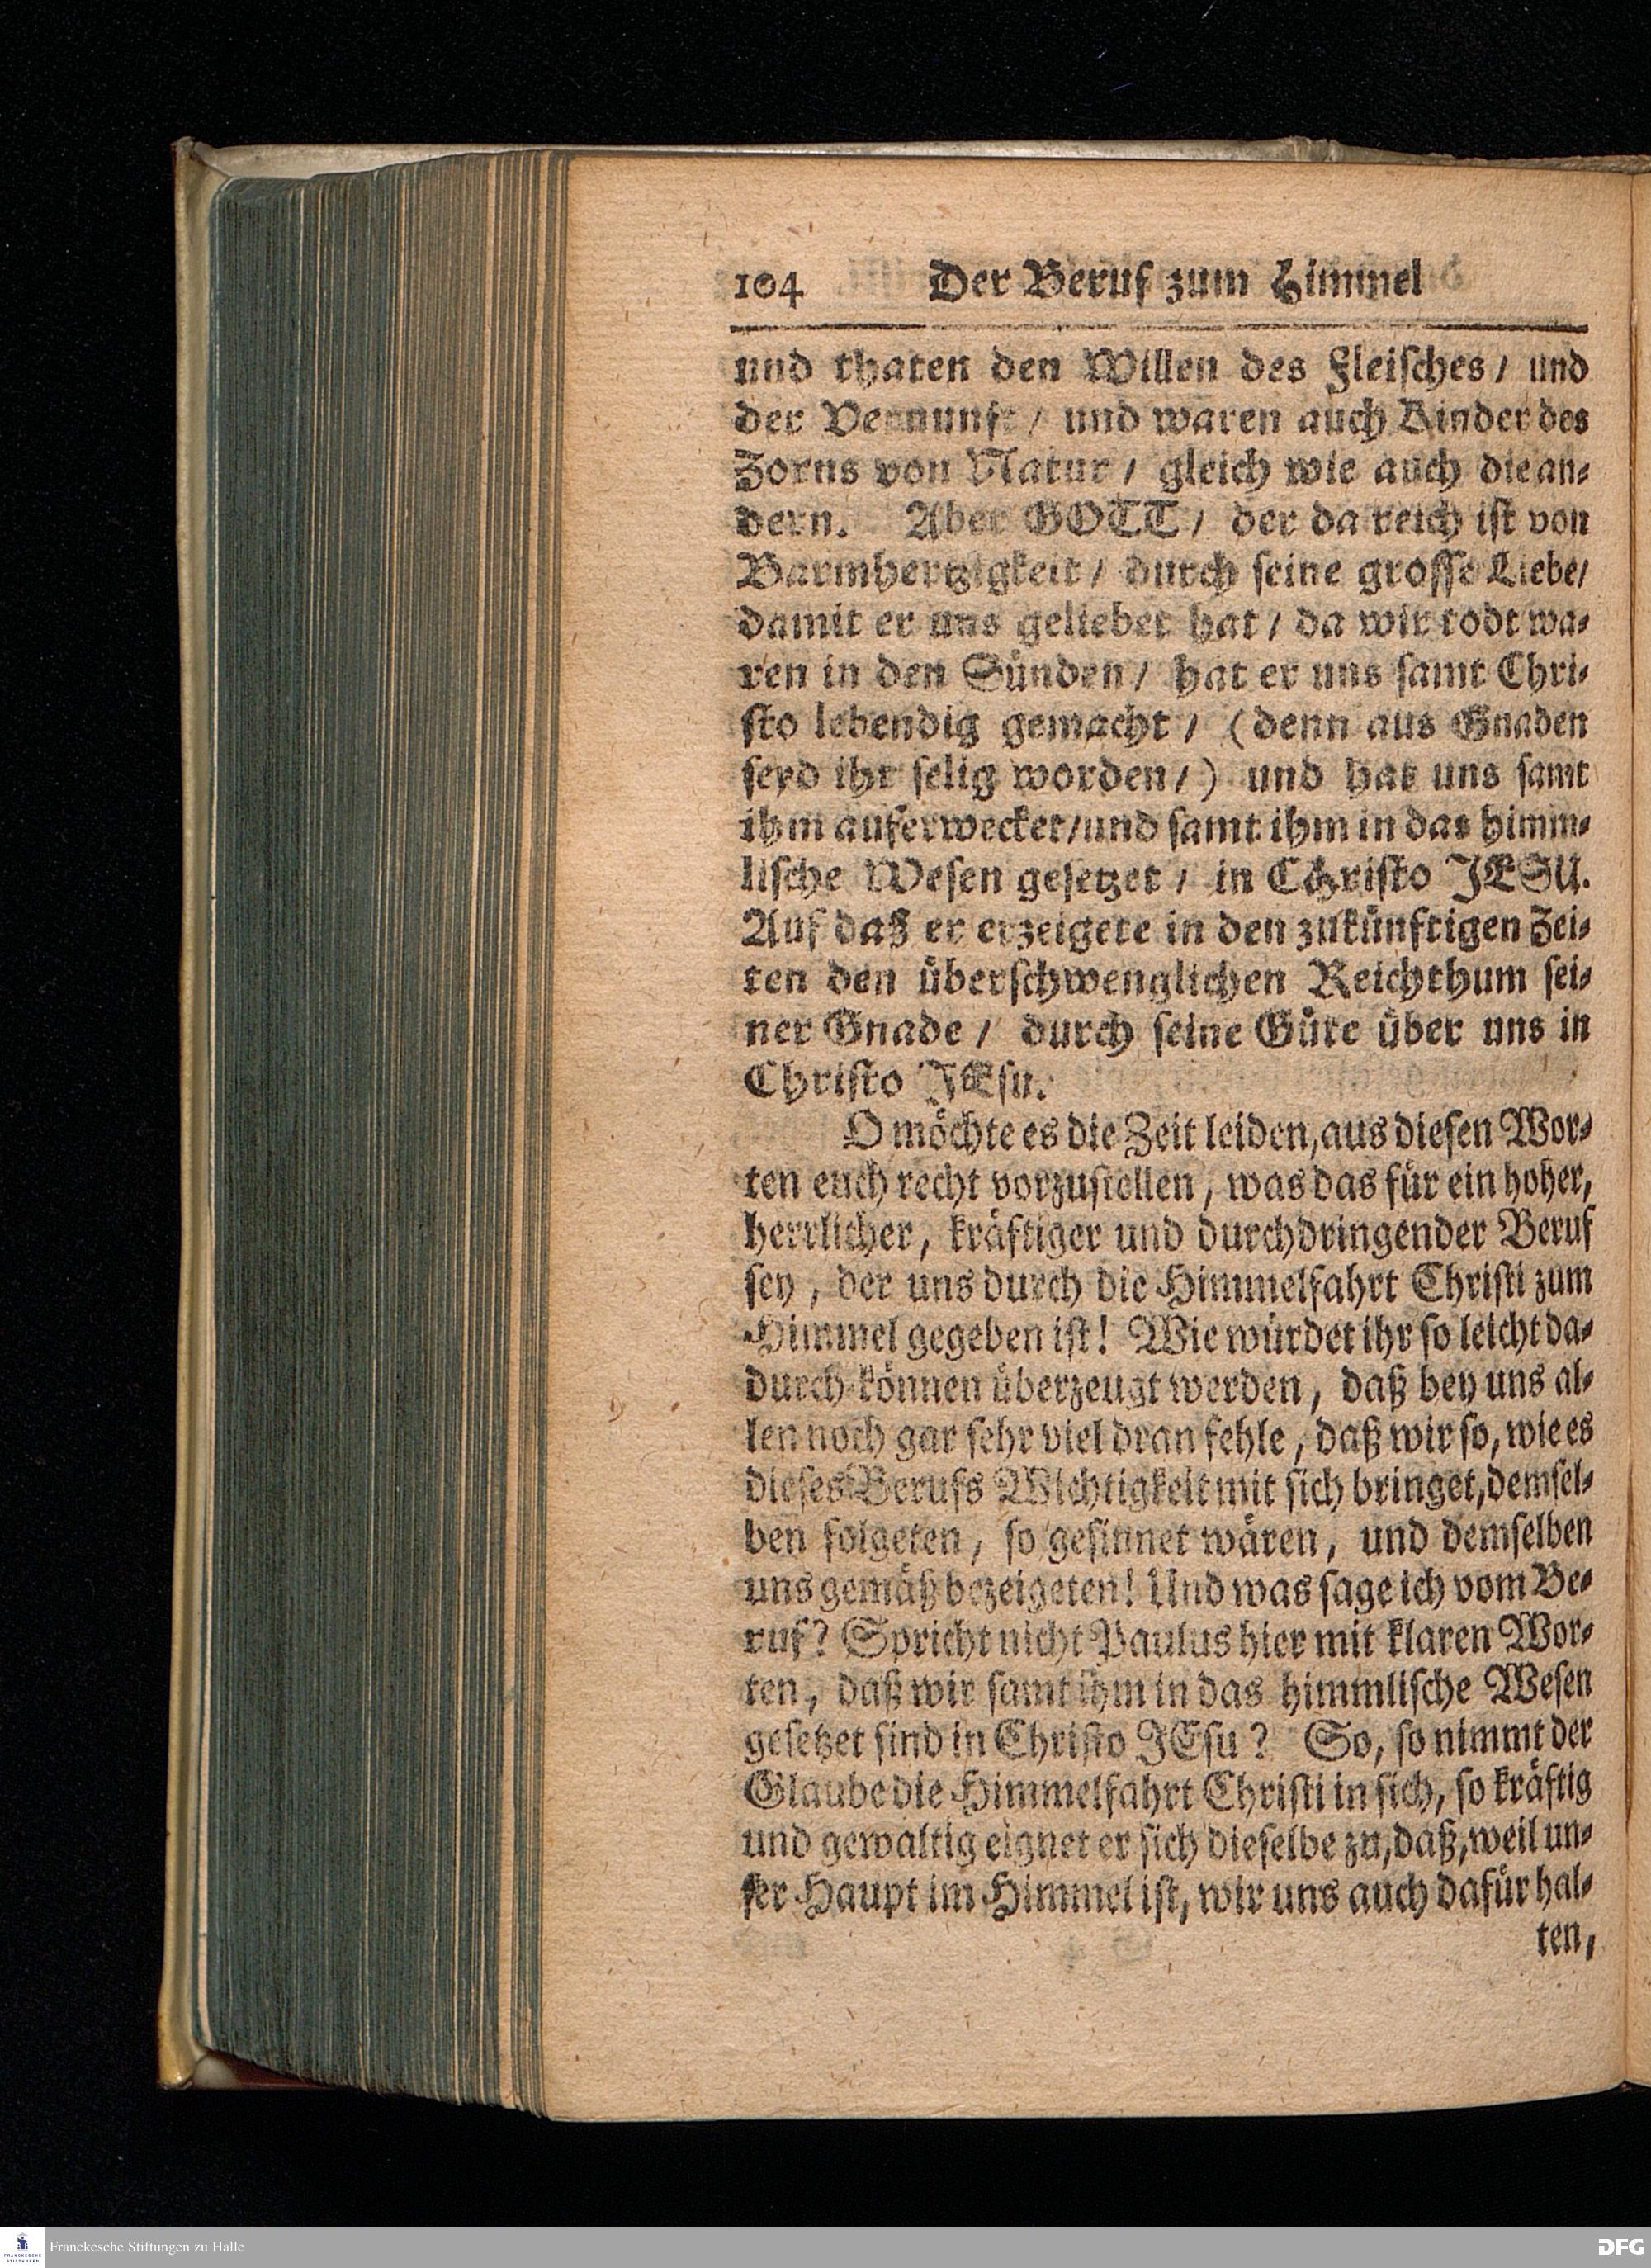 104 Der Beruf zum Himmel
und thaten den Willen des Fleisches / und
der Vernunft / und waren auch Kinder des
Zorns von Natur / gleich wie auch die an-
dern. Aber GOTT / der da reich ist von
Barmhertzigkeit / durch seine grosse Liebe /
damit er uns geliebet hat / da wir todt wa-
ren in den Sünden / hat er uns samt Chri-
sto lebendig gemacht / (denn aus Gnaden
seyd ihr selig worden /) und hat uns samt
ihm auferwecket / und samt ihm in das himm-
lische Wesen gesetzet / in Christo JESU.
Auf daß er erzeigete in den zukünftigen Zei-
ten den überschwenglichen Reichthum sei-
ner Gnade / durch seine Güte über uns in
Christo JEsu.
O möchte es die Zeit leiden, aus diesen Wor-
ten euch recht vorzustellen, was das für ein hoher,
herrlicher, kräftiger und durchdringender Beruf
sey, der uns durch die Himmelfahrt Christi zum
Himmel gegeben ist! Wie würdet ihr so leicht da-
durch können überzeugt werden, daß bey uns al-
len noch gar sehr viel dran fehle, daß wir so, wie es
dieses Berufs Wichtigkeit mit sich bringet, demsel-
ben folgeten, so gesinnet wären, und demselben
uns gemäß bezeigeten! Und was sage ich vom Be-
ruf? Spricht nicht Paulus hier mit klaren Wor-
ten, daß wir samt ihm in das himmlische Wesen
gesetzet sind in Christo JEsu? So, so nimmt der
Glaube die Himmelfahrt Christi in sich, so kräftig
und gewaltig eignet er sich dieselbe zu, daß, weil un-
ser Haupt im Himmel ist, wir uns auch dafür hal-
ten,
FRANCKESCHE STIFTUNGEN
Franckesche Stiftungen zu Halle
DFG